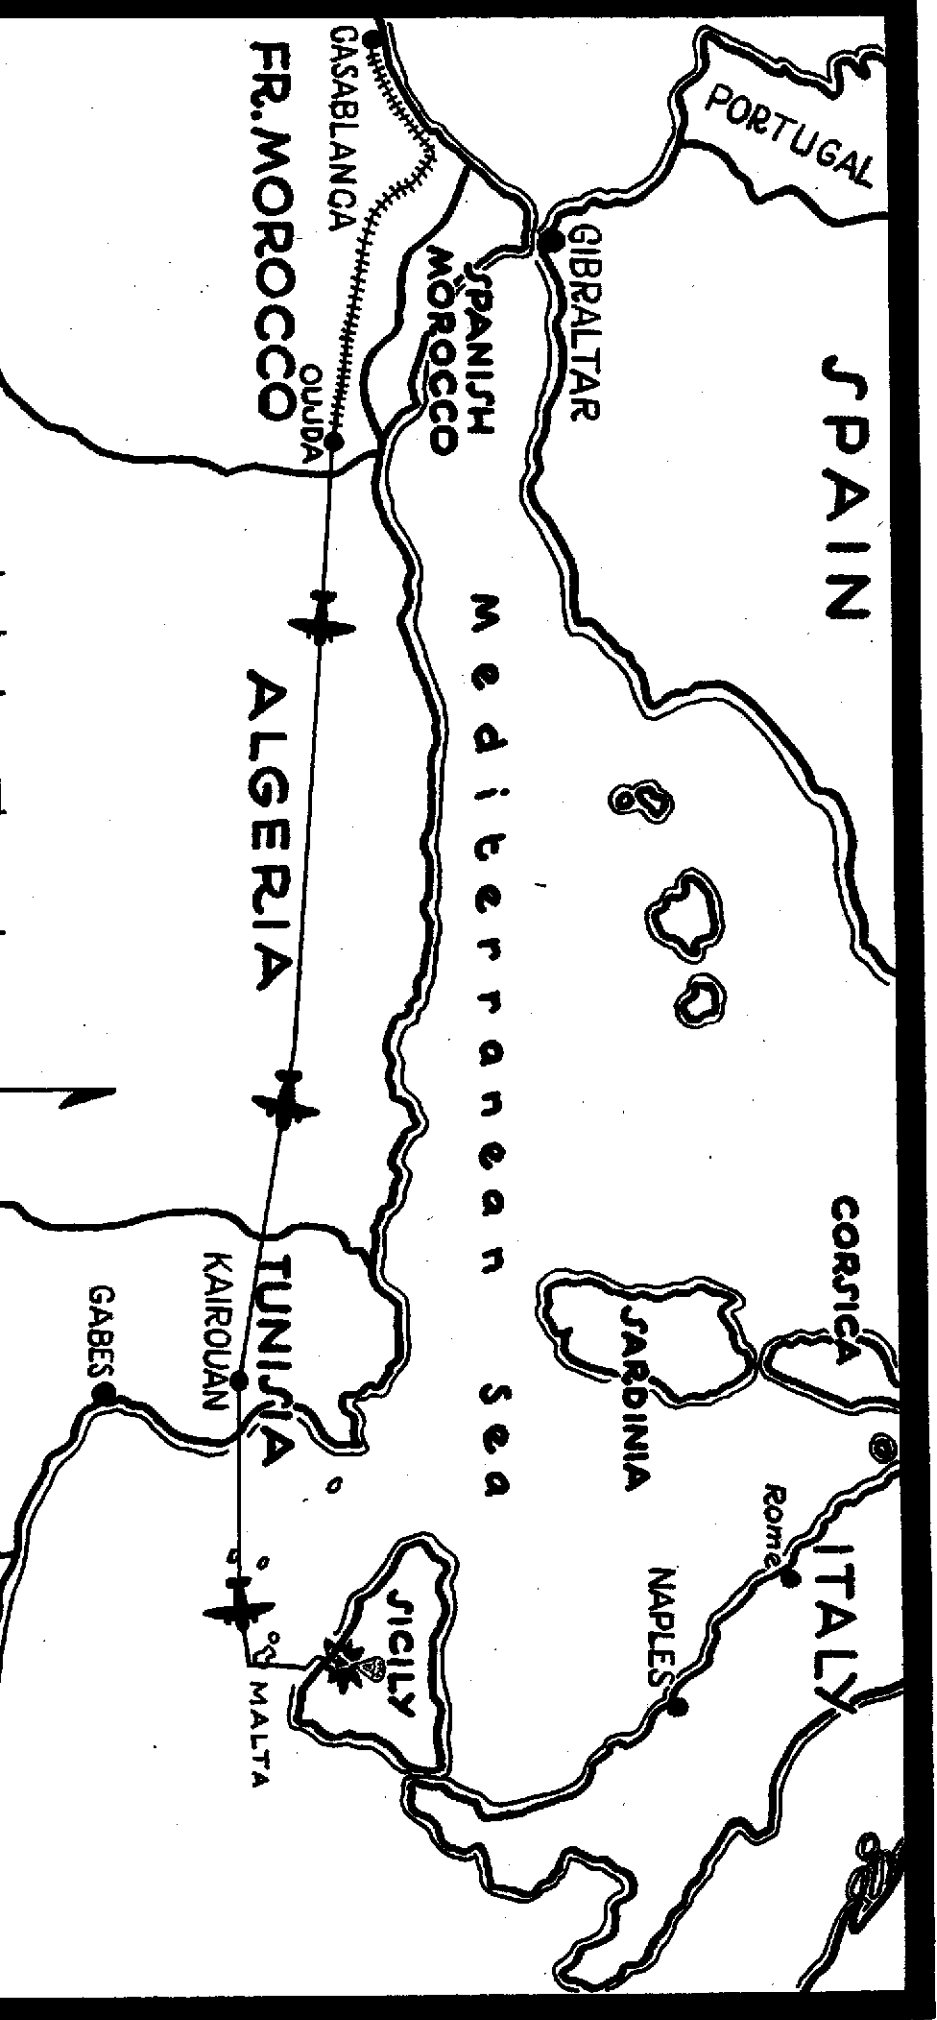 PORTUGAL
SPAIN
CORSICA
ITALY
Rome
SARDINIA
NAPLES
GIBRALTAR
Mediterranean Sea
SPANISH
MOROCCO
SICILY
CASABLANCA
OUJDA
FR. MOROCCO
ALGERIA
TUNISIA
MALTA
KAIROUAN
GABES